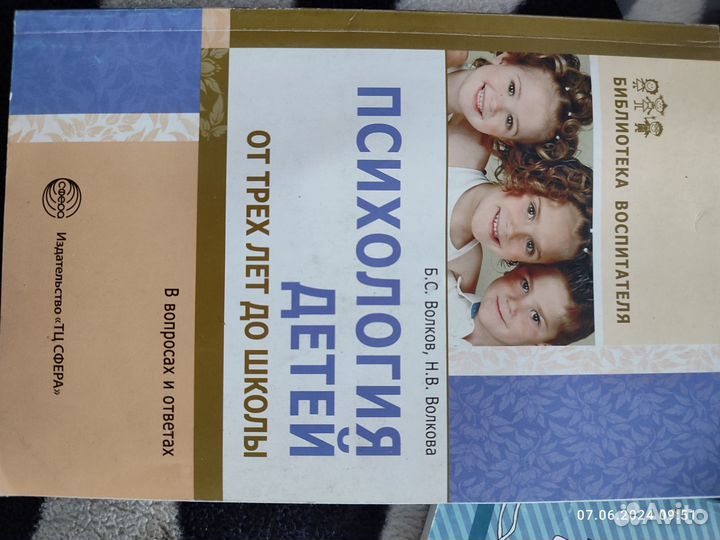 БИБЛИОТЕКА ВОСПИТАТЕЛЯ
Б.С. Волков, Н.В. Волкова
ПСИХОЛОГИЯ
ДЕТЕЙ
ОТ ТРЕХ ЛЕТ ДО ШКОЛЫ
В вопросах и ответах
СФЕРА
Издательство «ТЦ СФЕРА»
07.06.2024 09:51
Avito